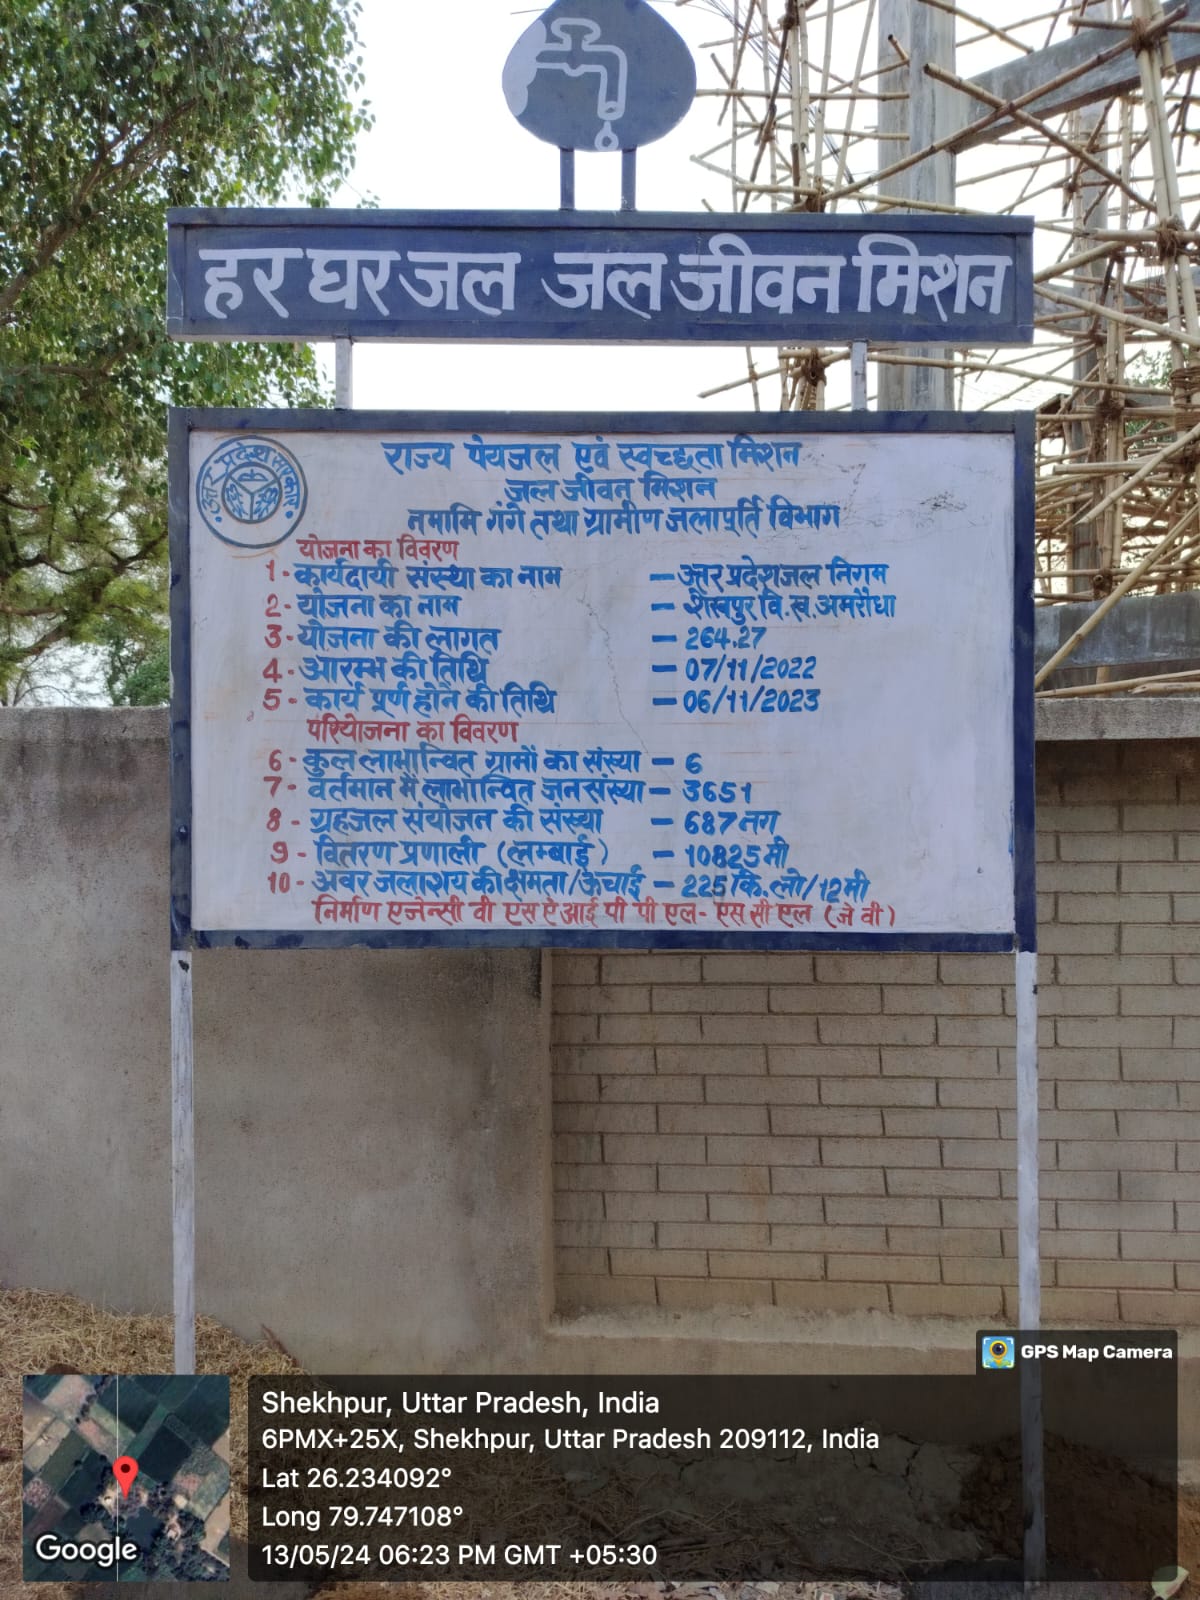 हर घर जल जल जीवन मिशन
उत्तर प्रदेश सरकार
राज्य पेयजल एवं स्वच्छता मिशन
जल जीवन मिशन
नमामि गंगे तथा ग्रामीण जलापूर्ति विभाग
योजना का विवरण
1- कार्यदायी संस्था का नाम – उत्तर प्रदेश जल निगम
2- योजना का नाम – शेखपुर वि.ख. अमरौधा
3- योजना की लागत – 264.27
4- आरम्भ की तिथि – 07/11/2022
5- कार्य पूर्ण होने की तिथि – 06/11/2023
परियोजना का विवरण
6- कुल लाभान्वित ग्रामों का संख्या – 6
7- वर्तमान में लाभान्वित जन संख्या – 3651
8- ग्रहजल संयोजन की संख्या – 687 नग
9- वितरण प्रणाली (लम्बाई) – 10825 मी
10- अवर जलाशय की क्षमता/ऊंचाई – 225 कि.ली/12 मी
निर्माण एजेन्सी वी एस ए आई पी पी एल- एस सी एल (जे वी)
GPS Map Camera
Shekhpur, Uttar Pradesh, India
6PMX+25X, Shekhpur, Uttar Pradesh 209112, India
Lat 26.234092°
Long 79.747108°
13/05/24 06:23 PM GMT +05:30
Google